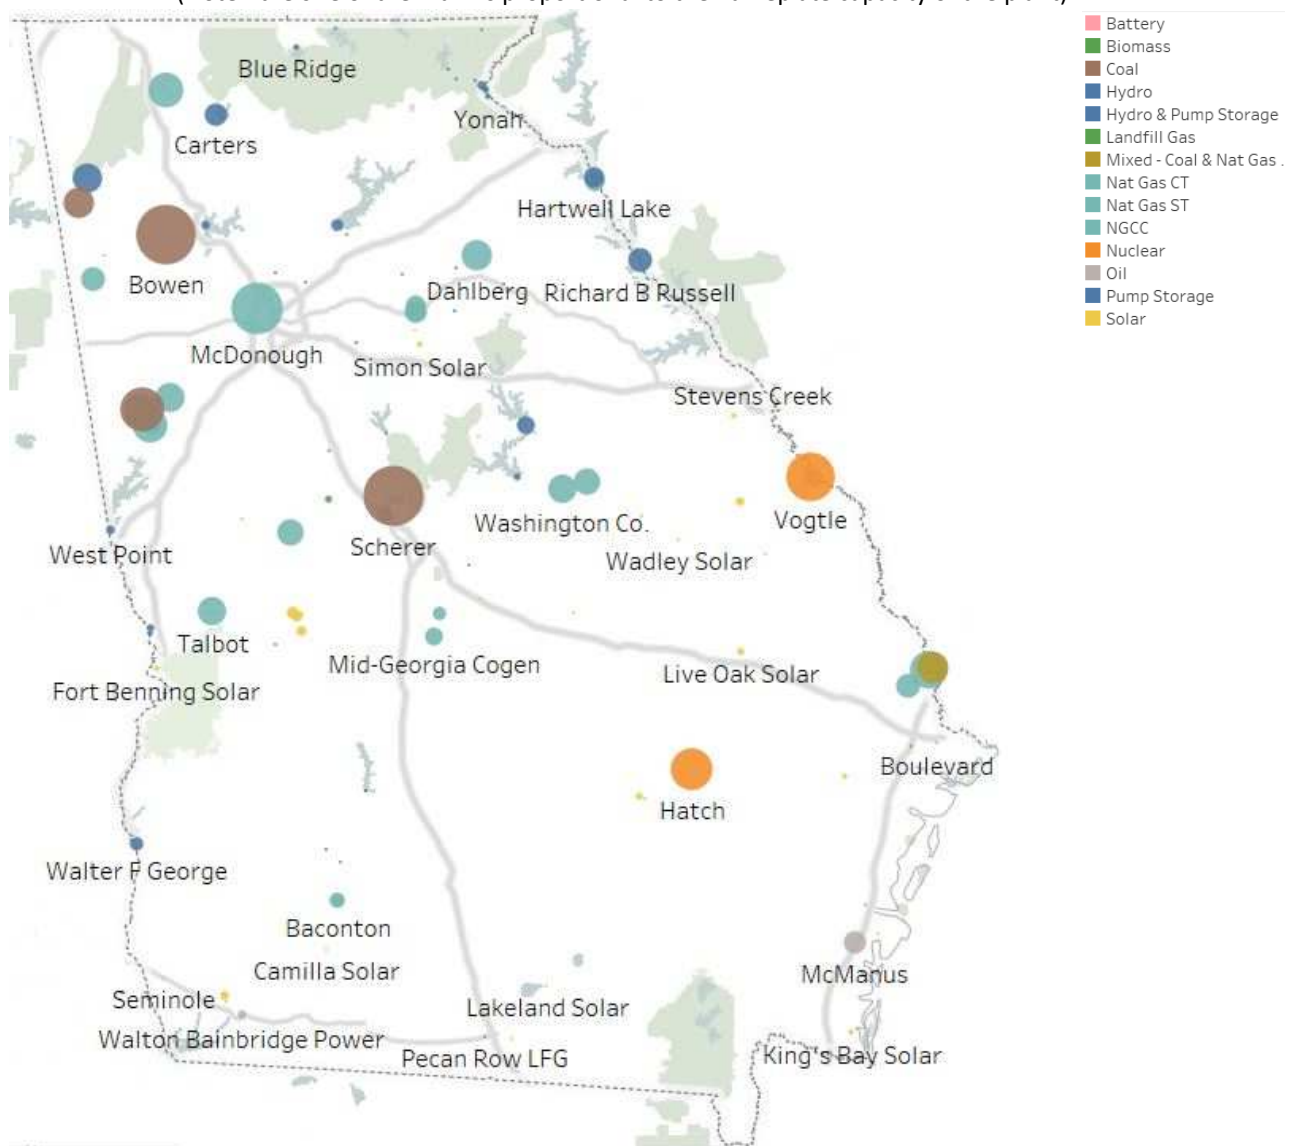 Battery
Biomass
Coal
Hydro
Hydro & Pump Storage
Landfill Gas
Mixed - Coal & Nat Gas .
Nat Gas CT
Nat Gas ST
NGCC
Nuclear
Oil
Pump Storage
Solar
Blue Ridge
Yonah
Carters
Hartwell Lake
Bowen
Dahlberg
Richard B Russell
McDonough
Simon Solar
Stevens Creek
Washington Co.
Vogtle
Scherer
West Point
Wadley Solar
Talbot
Mid-Georgia Cogen
Live Oak Solar
Fort Benning Solar
Boulevard
Hatch
Walter F George
Baconton
Camilla Solar
McManus
Seminole
Lakeland Solar
Walton Bainbridge Power
Pecan Row LFG
King's Bay Solar